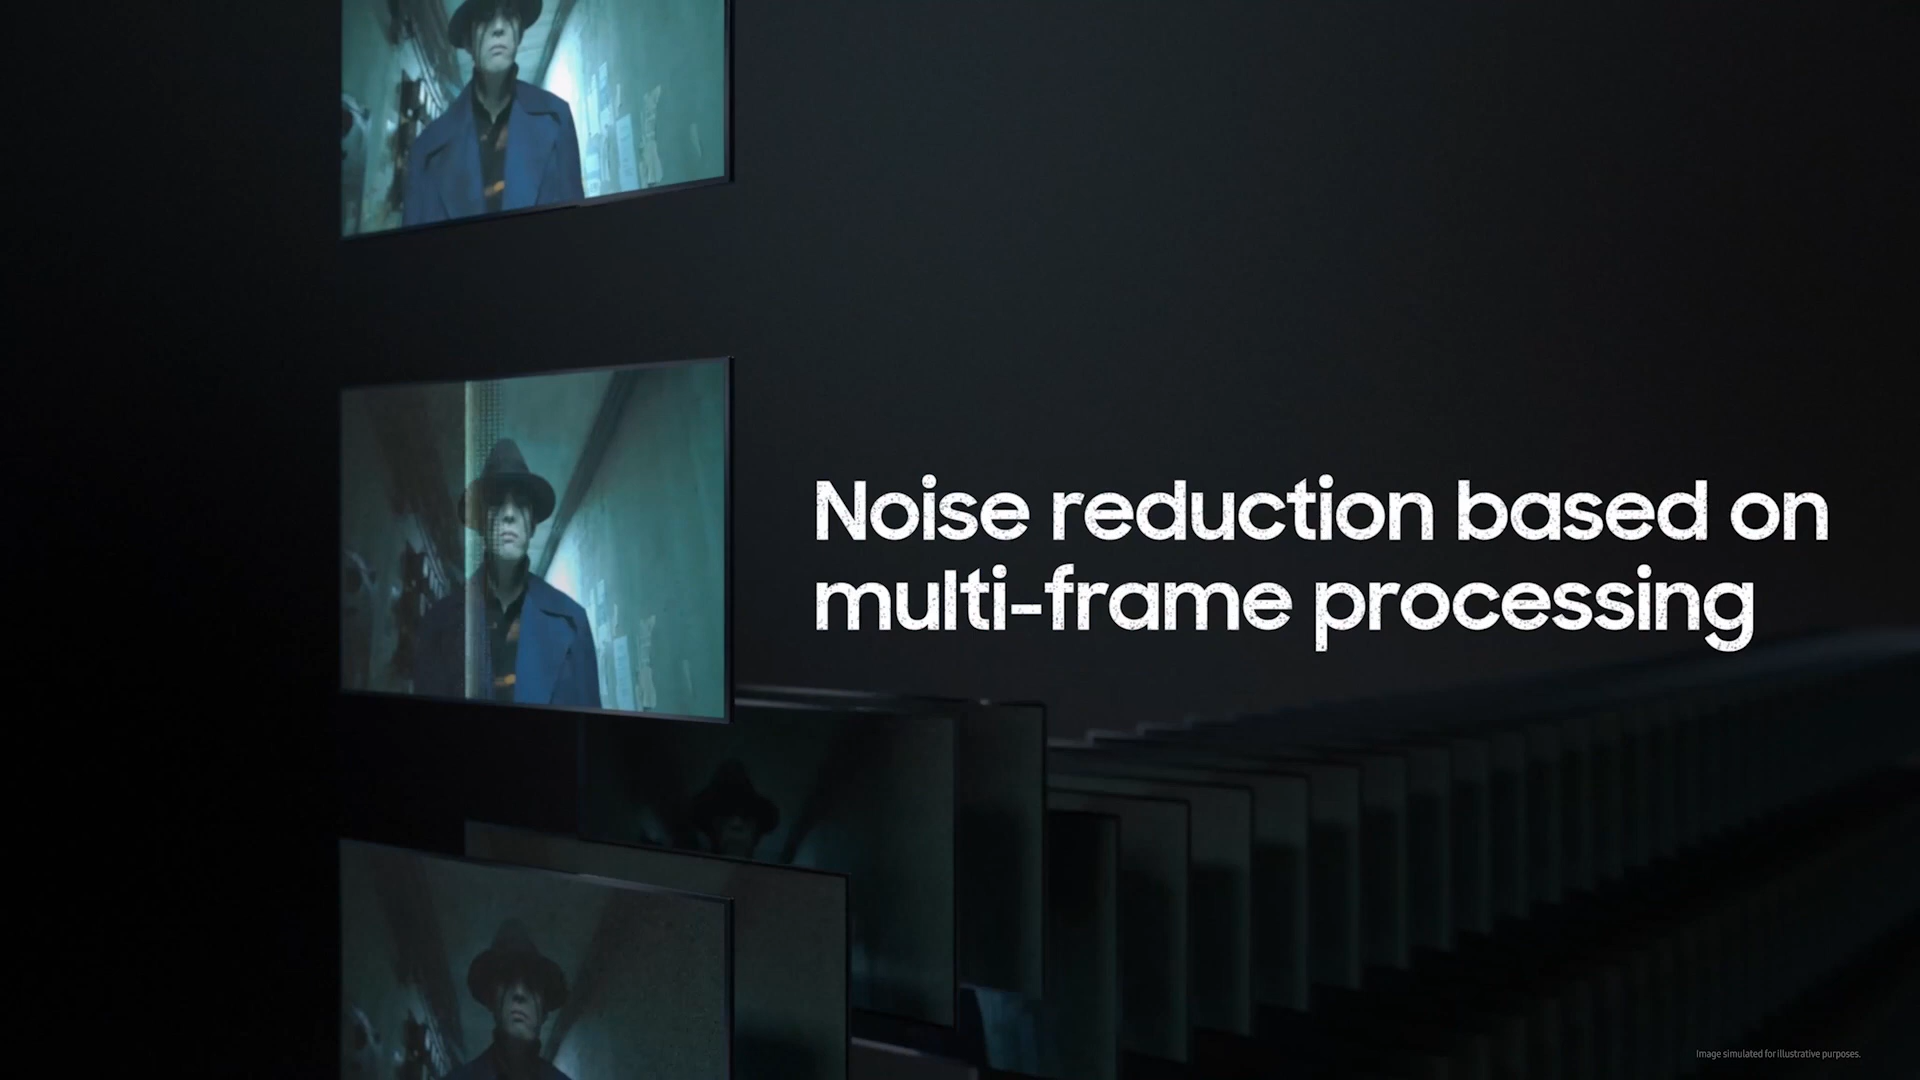 Noise reduction based on
multi-frame processing
Image simulated for illustrative purposes.